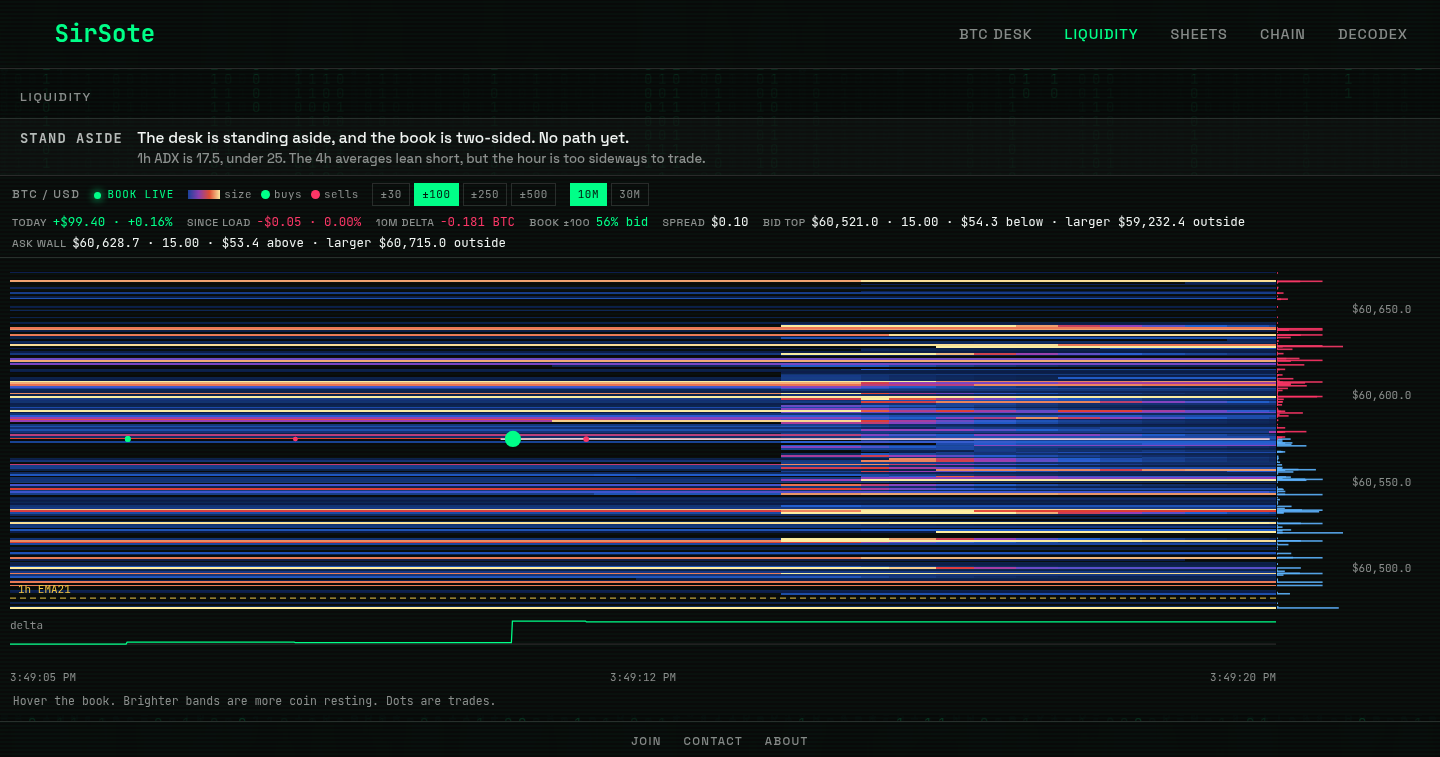 SirSote
BTC DESK LIQUIDITY SHEETS CHAIN DECODEX
LIQUIDITY
STAND ASIDE The desk is standing aside, and the book is two-sided. No path yet.
1h ADX is 17.5, under 25. The 4h averages lean short, but the hour is too sideways to trade.
BTC / USD BOOK LIVE size buys sells ±30 ±100 ±250 ±500 10M 30M
TODAY +$99.40 · +0.16% SINCE LOAD -$0.05 · 0.00% 10M DELTA -0.181 BTC BOOK ±100 56% bid SPREAD $0.10 BID TOP $60,521.0 · 15.00 · $54.3 below · larger $59,232.4 outside
ASK WALL $60,628.7 · 15.00 · $53.4 above · larger $60,715.0 outside
$60,650.0
$60,600.0
$60,550.0
$60,500.0
1h EMA21
delta
3:49:05 PM 3:49:12 PM 3:49:20 PM
Hover the book. Brighter bands are more coin resting. Dots are trades.
JOIN CONTACT ABOUT